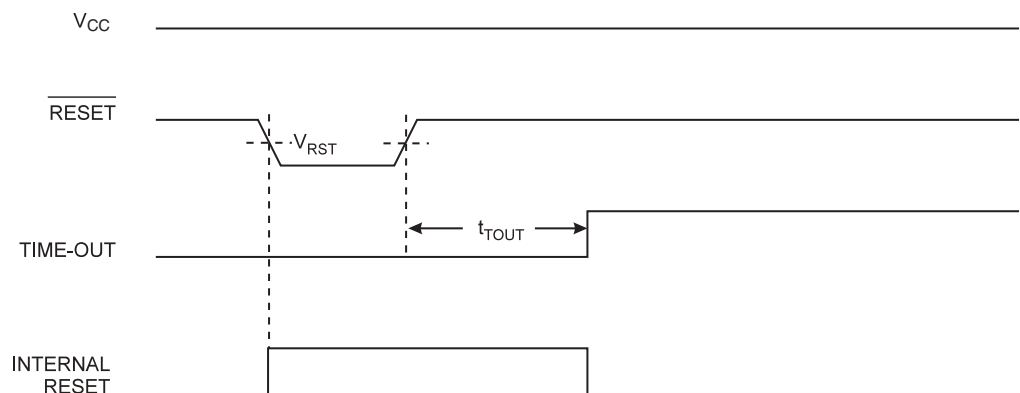 VCC
RESET
VRST
tTOUT
TIME-OUT
INTERNAL
RESET